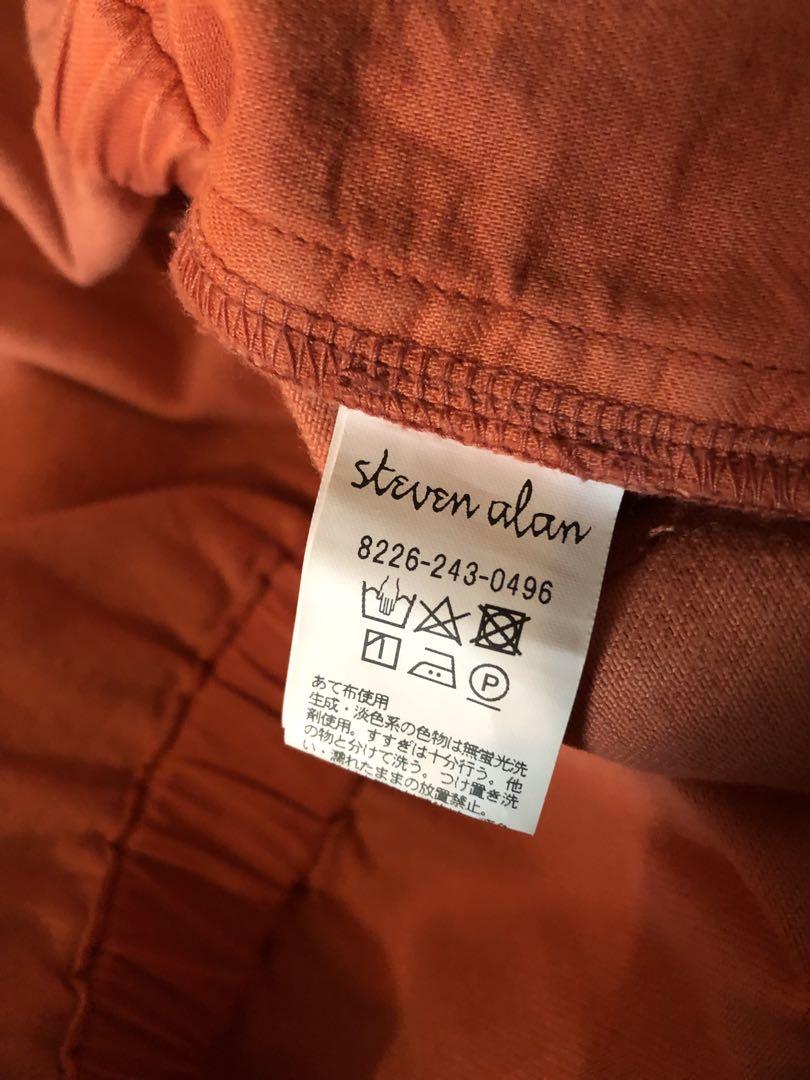 steven alan
8226-243-0496
P
あて布使用
生成・淡色系の色物は無蛍光洗
剤使用。すすぎは十分行う。他
の物と分けて洗う。つけ置き洗
い・濡れたままの放置禁止。